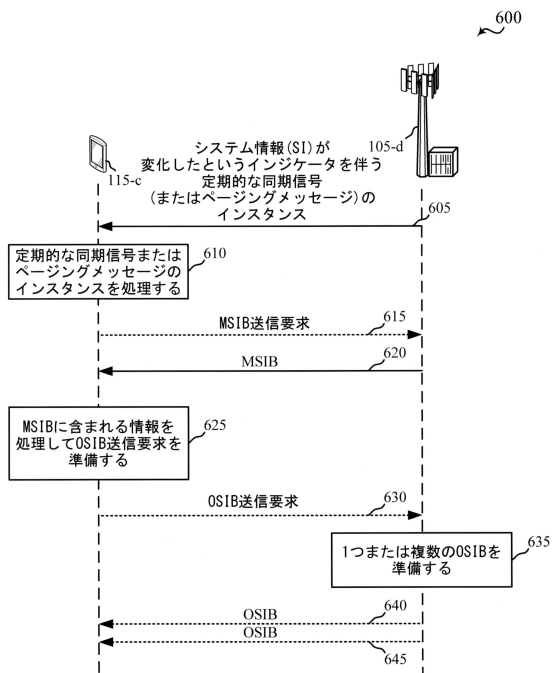 600
システム情報(SI)が
変化したというインジケータを伴う
定期的な同期信号
(またはページングメッセージ)の
インスタンス
115-c
105-d
605
定期的な同期信号または
ページングメッセージの
インスタンスを処理する
610
MSIB送信要求
615
MSIB
620
MSIBに含まれる情報を
処理してOSIB送信要求を
準備する
625
OSIB送信要求
630
1つまたは複数のOSIBを
準備する
635
OSIB
640
OSIB
645